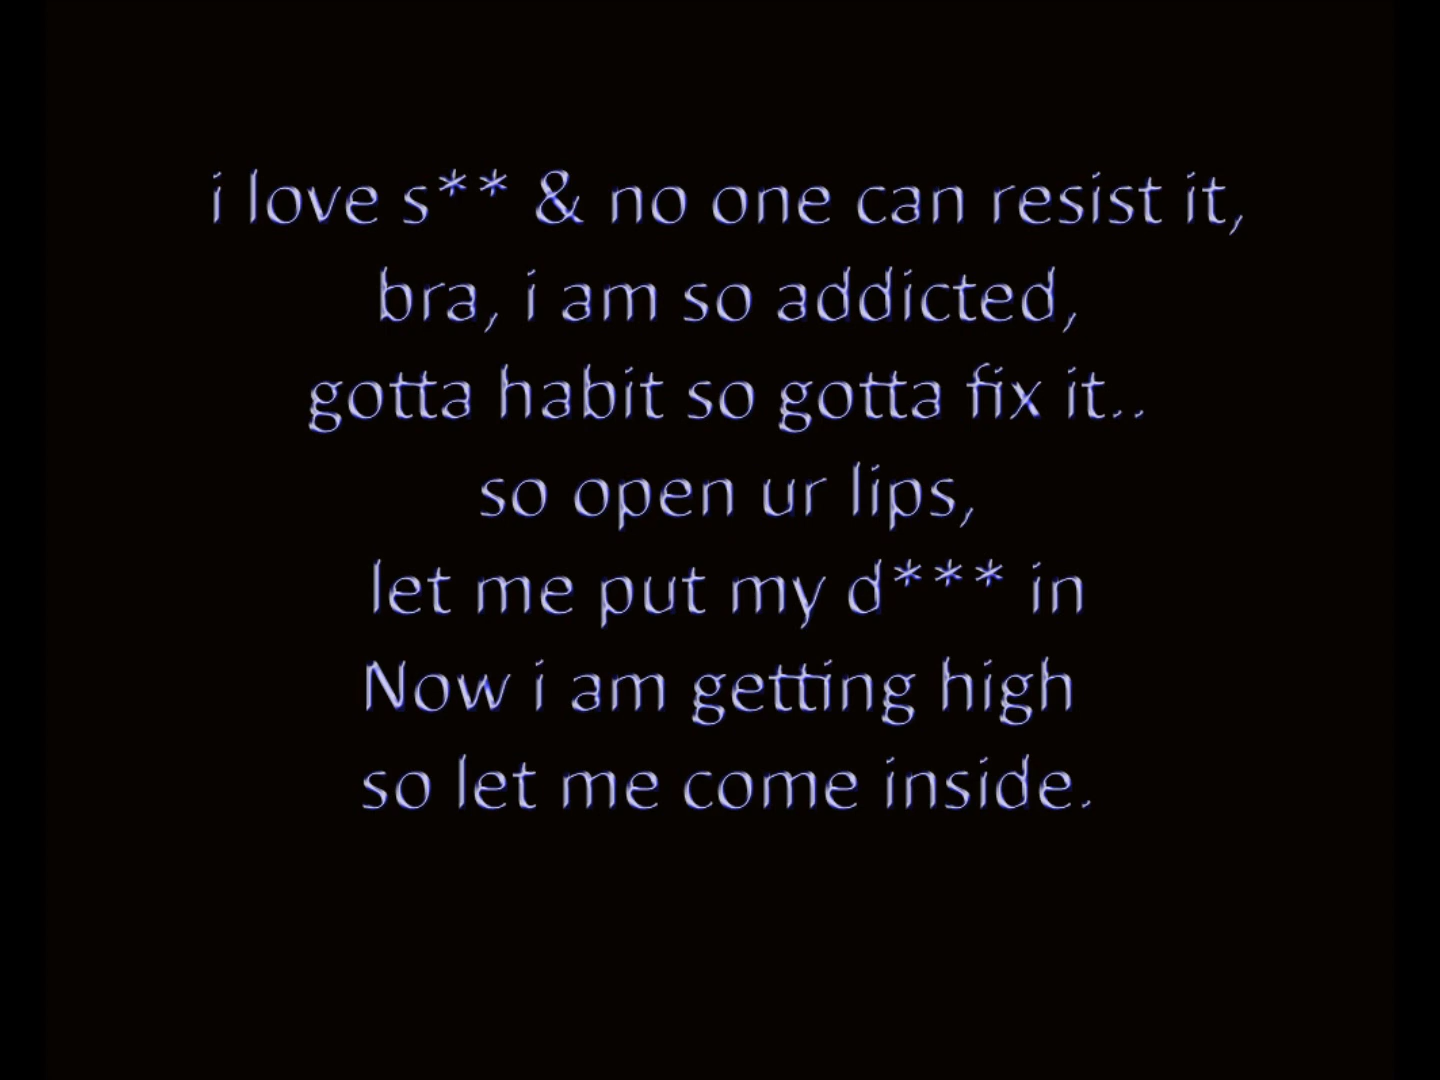 i love s** & no one can resist it,
bra, i am so addicted,
gotta habit so gotta fix it..
so open ur lips,
let me put my d*** in
Now i am getting high
so let me come inside.